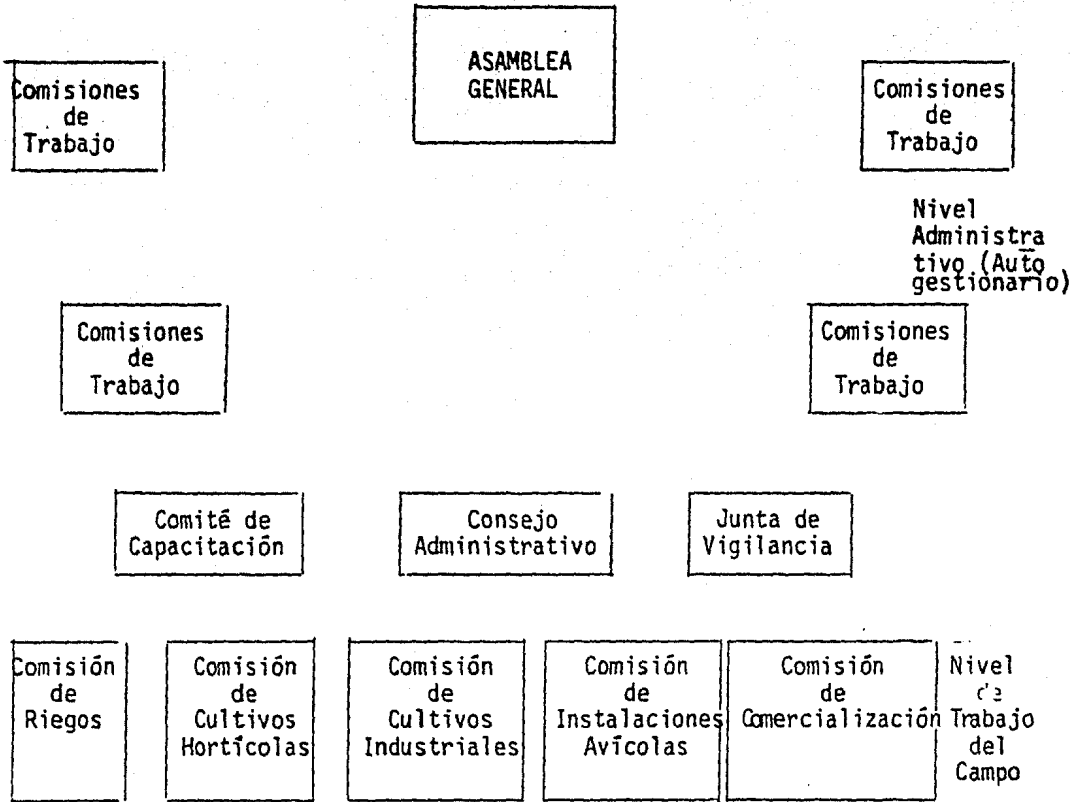 ASAMBLEA
GENERAL
Comisiones
de
Trabajo
Comisiones
de
Trabajo
Nivel
Administra
tivo (Auto
gestionario)
Comisiones
de
Trabajo
Comisiones
de
Trabajo
Comité de
Capacitación
Consejo
Administrativo
Junta de
Vigilancia
Comisión
de
Riegos
Comisión
de
Cultivos
Hortícolas
Comisión
de
Cultivos
Industriales
Comisión
de
Instalaciones
Avícolas
Comisión
de
Comercialización
Nivel
de
Trabajo
del
Campo